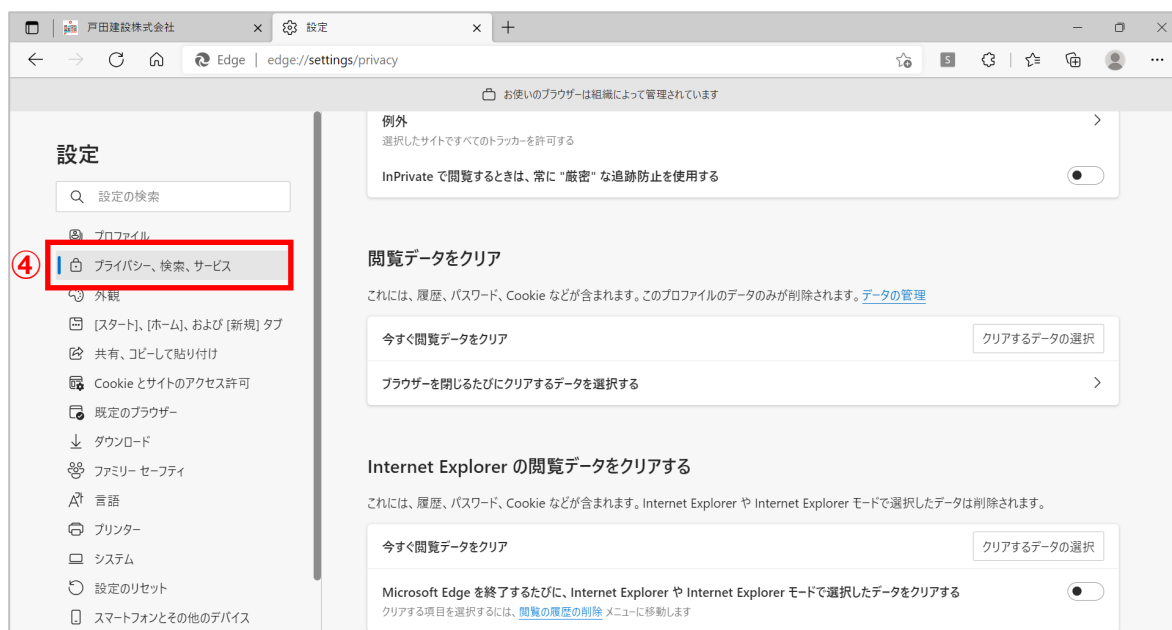 戸田建設株式会社
設定
Edge | edge://settings/privacy
お使いのブラウザーは組織によって管理されています
設定
設定の検索
プロファイル
④
プライバシー、検索、サービス
外観
[スタート]、[ホーム]、および [新規] タブ
共有、コピーして貼り付け
Cookie とサイトのアクセス許可
既定のブラウザー
ダウンロード
ファミリー セーフティ
言語
プリンター
システム
設定のリセット
スマートフォンとその他のデバイス
例外
選択したサイトですべてのトラッカーを許可する
InPrivate で閲覧するときは、常に "厳密" な追跡防止を使用する
閲覧データをクリア
これには、履歴、パスワード、Cookie などが含まれます。このプロファイルのデータのみが削除されます。データの管理
今すぐ閲覧データをクリア
クリアするデータの選択
ブラウザーを閉じるたびにクリアするデータを選択する
Internet Explorer の閲覧データをクリアする
これには、履歴、パスワード、Cookie などが含まれます。Internet Explorer や Internet Explorer モードで選択したデータは削除されます。
今すぐ閲覧データをクリア
クリアするデータの選択
Microsoft Edge を終了するたびに、Internet Explorer や Internet Explorer モードで選択したデータをクリアする
クリアする項目を選択するには、閲覧の履歴の削除 メニューに移動します